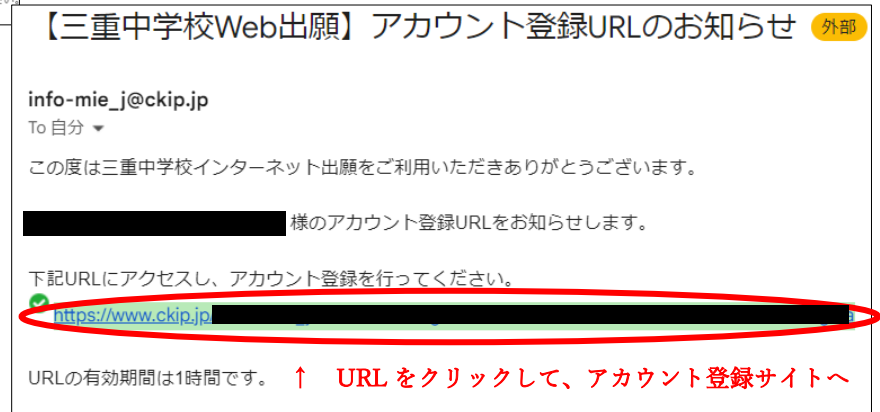 【三重中学校Web出願】アカウント登録URLのお知らせ 外部
info-mie_j@ckip.jp
To 自分
この度は三重中学校インターネット出願をご利用いただきありがとうございます。
様のアカウント登録URLをお知らせします。
下記URLにアクセスし、アカウント登録を行ってください。
https://www.ckip.jp/
URLの有効期間は1時間です。 ↑ URL をクリックして、アカウント登録サイトへ